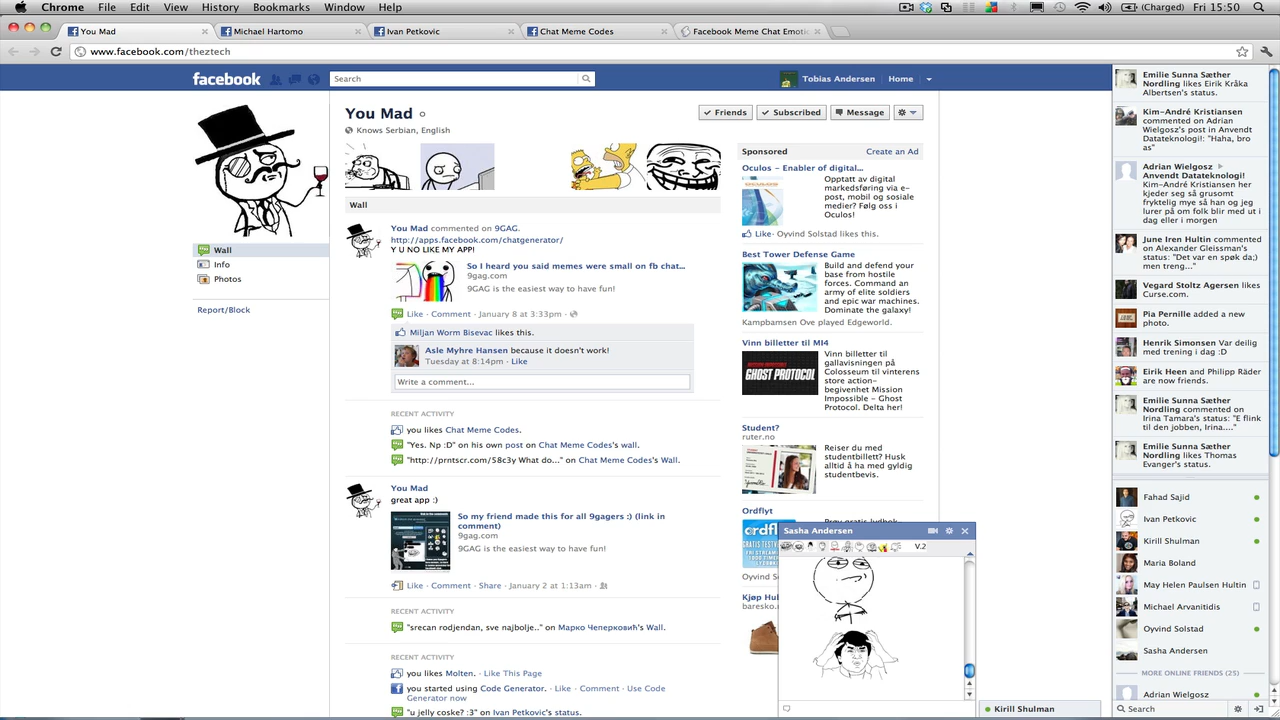 Chrome File Edit View History Bookmarks Window Help (Charged) Fri 15:50
You Mad Michael Hartomo Ivan Petkovic Chat Meme Codes Facebook Meme Chat Emoti
www.facebook.com/theztech
facebook Search Tobias Andersen Home
You Mad
Friends Subscribed Message
Knows Serbian, English
Wall
Info
Photos
Report/Block
Wall
You Mad commented on 9GAG.
http://apps.facebook.com/chatgenerator/
Y U NO LIKE MY APP!
So I heard you said memes were small on fb chat...
9gag.com
9GAG is the easiest way to have fun!
Like · Comment · January 8 at 3:33pm ·
Miljan Worm Bisevac likes this.
Asle Myhre Hansen because it doesn't work!
Tuesday at 8:14pm · Like
Write a comment...
RECENT ACTIVITY
you likes Chat Meme Codes.
"Yes. Np :D" on his own post on Chat Meme Codes's wall.
"http://prntscr.com/58c3y What do..." on Chat Meme Codes's Wall.
You Mad
great app :)
So my friend made this for all 9gagers :) (link in
comment)
9gag.com
9GAG is the easiest way to have fun!
Like · Comment · Share · January 2 at 1:13am ·
RECENT ACTIVITY
"srecan rodjendan, sve najbolje.." on Марко Чеперковић's Wall.
RECENT ACTIVITY
you likes Molten. · Like This Page
you started using Code Generator. · Like · Comment · Use Code
Generator now
"u jelly coske? :3" on Ivan Petkovic's status.
Sponsored Create an Ad
Oculos – Enabler of digital...
Opptatt av digital
markedsføring via e-
post, mobil og sosiale
medier? Følg oss i
Oculos!
Like · Oyvind Solstad likes this.
Best Tower Defense Game
Build and defend your
base from hostile
forces. Command an
army of elite soldiers
and epic war machines.
Dominate the galaxy!
Kampbamsen Ove played Edgeworld.
Vinn billetter til MI4
GHOST PROTOCOL
Vinn billetter til
gallavisningen på
Colosseum til vinterens
store action-
begivenhet Mission
Impossible - Ghost
Protocol. Delta her!
Student?
ruter.no
Reiser du med
studentbillett? Husk
alltid å ha med gyldig
studentbevis.
Ordflyt
ordfl
GRATIS TESTV
Oyvind So
Kjøp Hu
baresko.n
Sasha Andersen
V.2
Kirill Shulman
Emilie Sunna Sæther
Nordling likes Eirik Kråka
Albertsen's status.
Kim-André Kristiansen
commented on Adrian
Wielgosz's post in Anvendt
Datateknologi!: "Haha, bro
as"
Adrian Wielgosz
Anvendt Datateknologi!
Kim-André Kristiansen her
kjeder seg så grusomt
fryktelig mye så han og jeg
lurer på om folk blir med ut i
dag eller i morgen
June Iren Hultin commented
on Alexander Gleissman's
status: "Det var en spøk da;)
men treng..."
Vegard Stoltz Agersen likes
Curse.com.
Pia Pernille added a new
photo.
Henrik Simonsen Var deilig
med trening i dag :D
Eirik Heen and Philipp Räder
are now friends.
Emilie Sunna Sæther
Nordling commented on
Irina Tamara's status: "E flink
til den jobben, Irina...."
Emilie Sunna Sæther
Nordling likes Thomas
Evanger's status.
Fahad Sajid
Ivan Petkovic
Kirill Shulman
Maria Boland
May Helen Paulsen Hultin
Michael Arvanitidis
Oyvind Solstad
Sasha Andersen
MORE ONLINE FRIENDS (25)
Adrian Wielgosz
Search